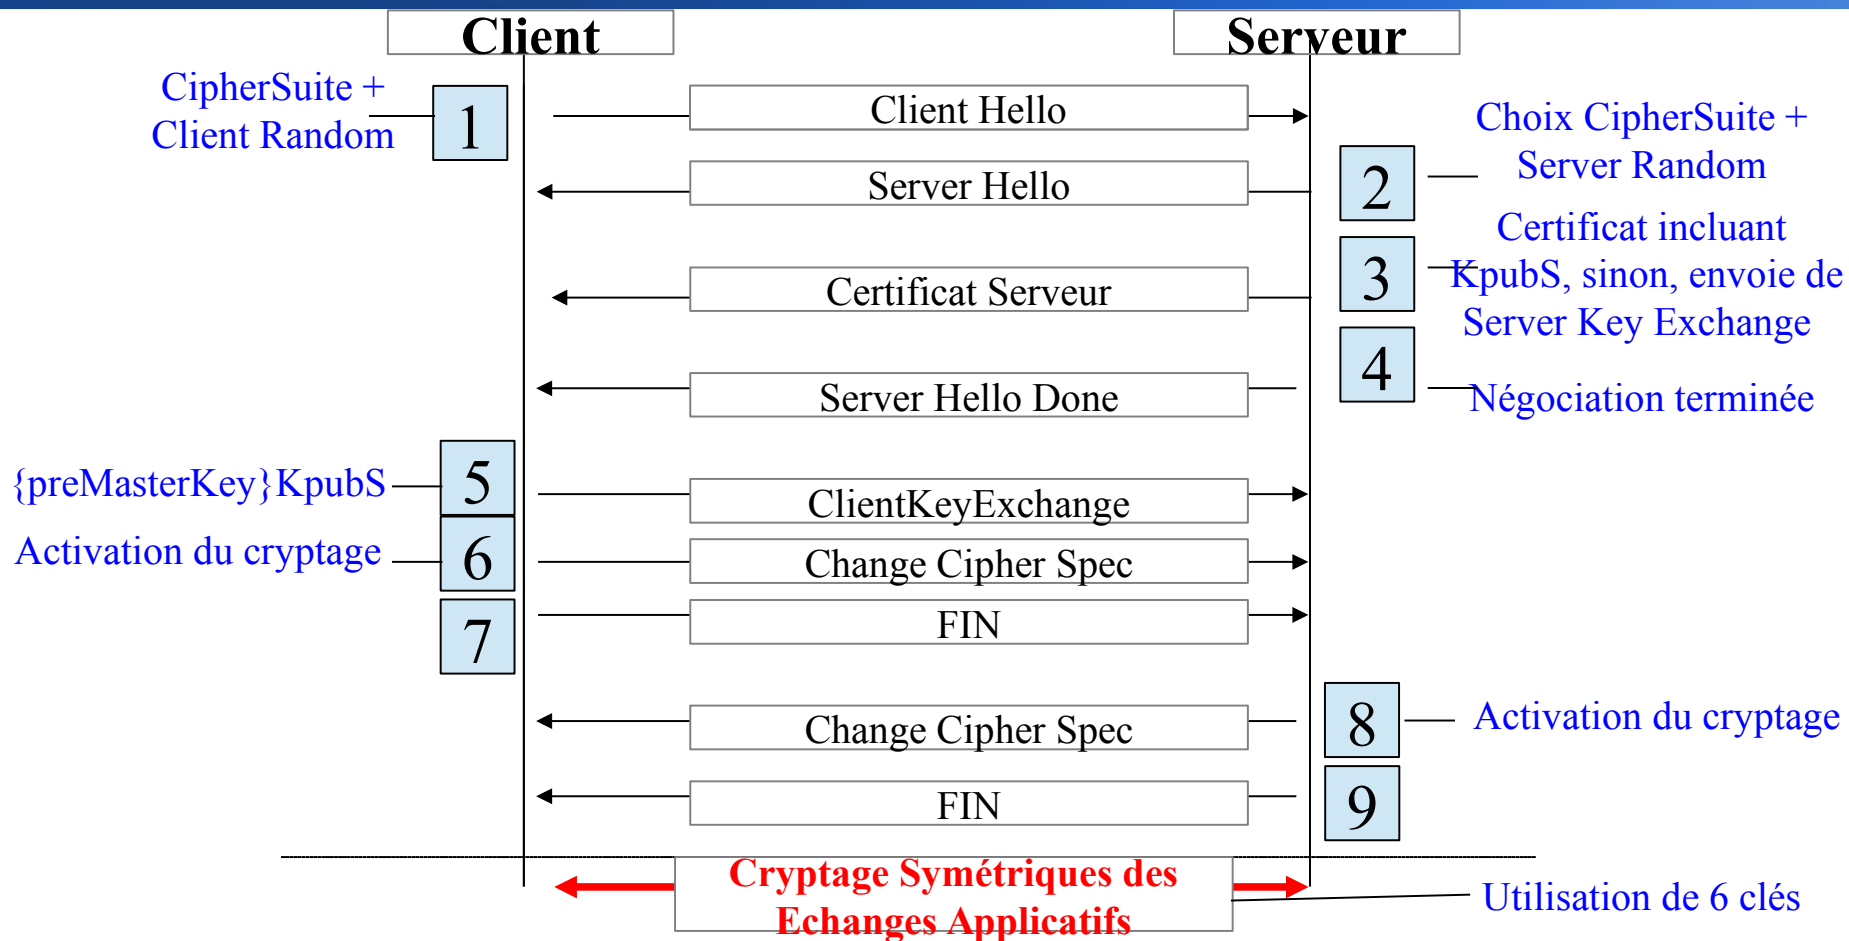 Client
Serveur
CipherSuite +
Client Random
1
Client Hello
Choix CipherSuite +
Server Random
2
Server Hello
Certificat incluant
KpubS, sinon, envoie de
Server Key Exchange
3
Certificat Serveur
4
Server Hello Done
Négociation terminée
{preMasterKey}KpubS
5
ClientKeyExchange
Activation du cryptage
6
Change Cipher Spec
7
FIN
Change Cipher Spec
8
Activation du cryptage
FIN
9
Cryptage Symétriques des
Echanges Applicatifs
Utilisation de 6 clés